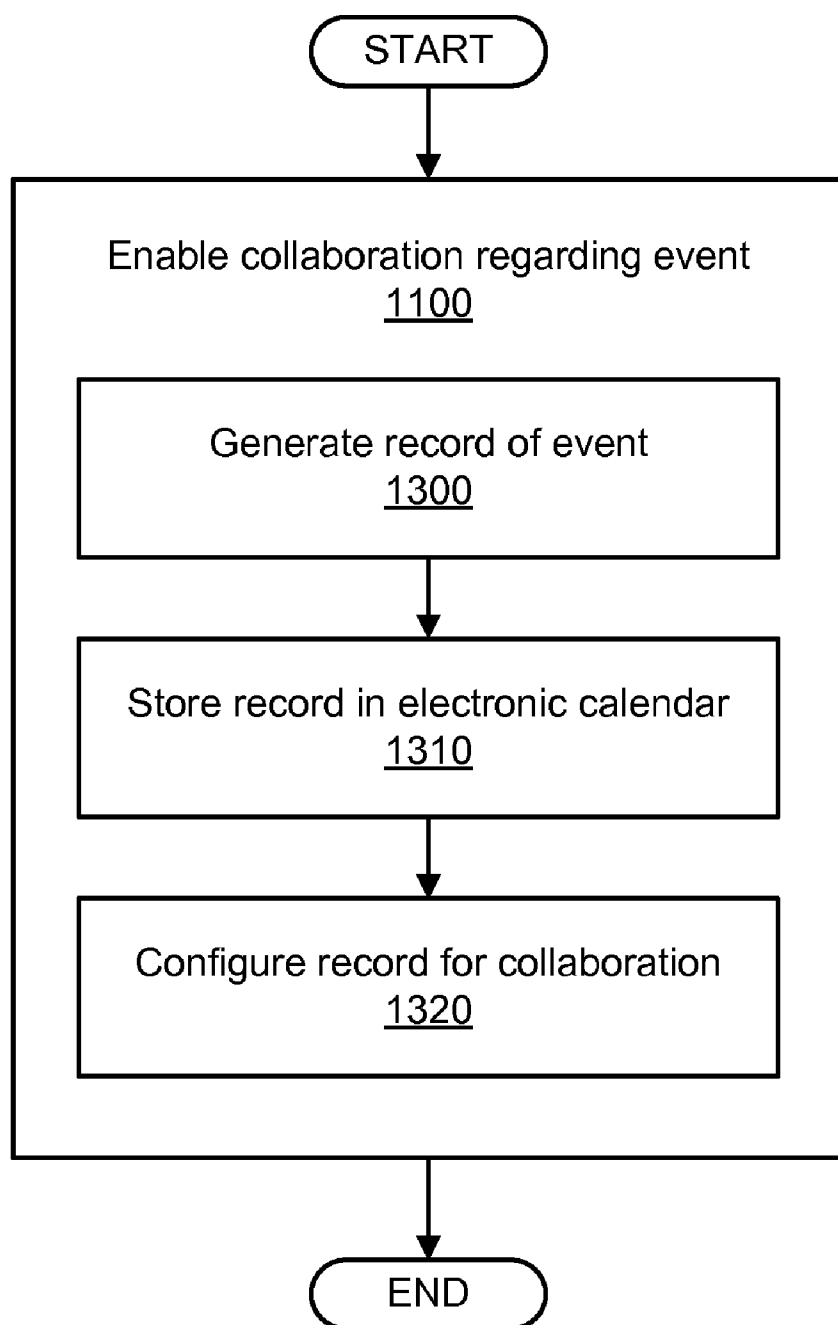 START
Enable collaboration regarding event
1100
Generate record of event
1300
Store record in electronic calendar
1310
Configure record for collaboration
1320
END